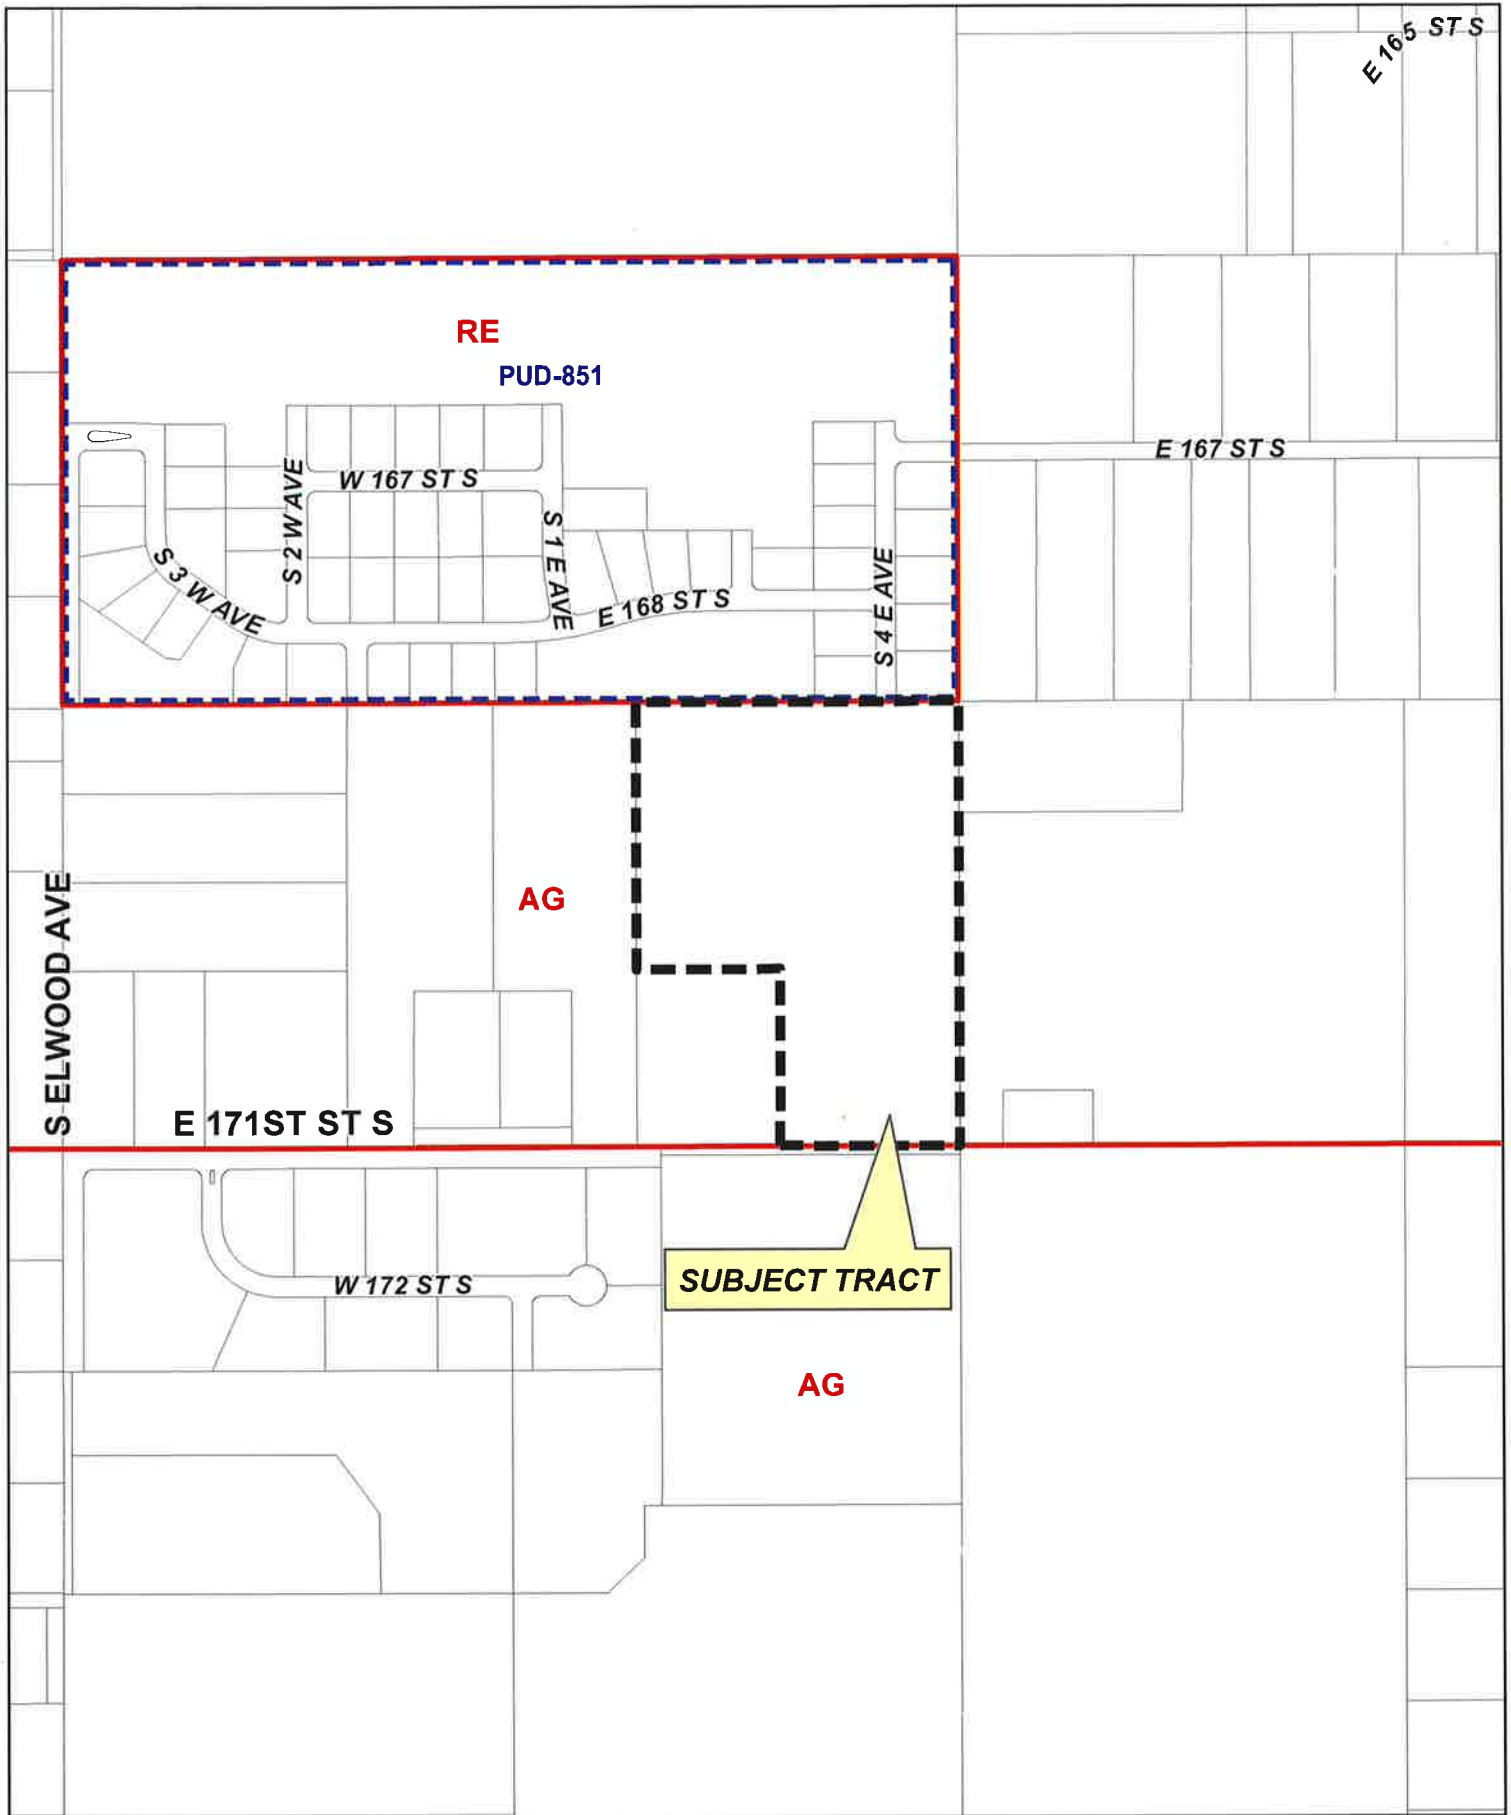 E 165 ST S
RE
PUD-851
E 167 ST S
W 167 ST S
S 2 W AVE
S 1 E AVE
S 3 W AVE
E 168 ST S
S 4 E AVE
AG
S ELWOOD AVE
E 171ST ST S
SUBJECT TRACT
W 172 ST S
AG